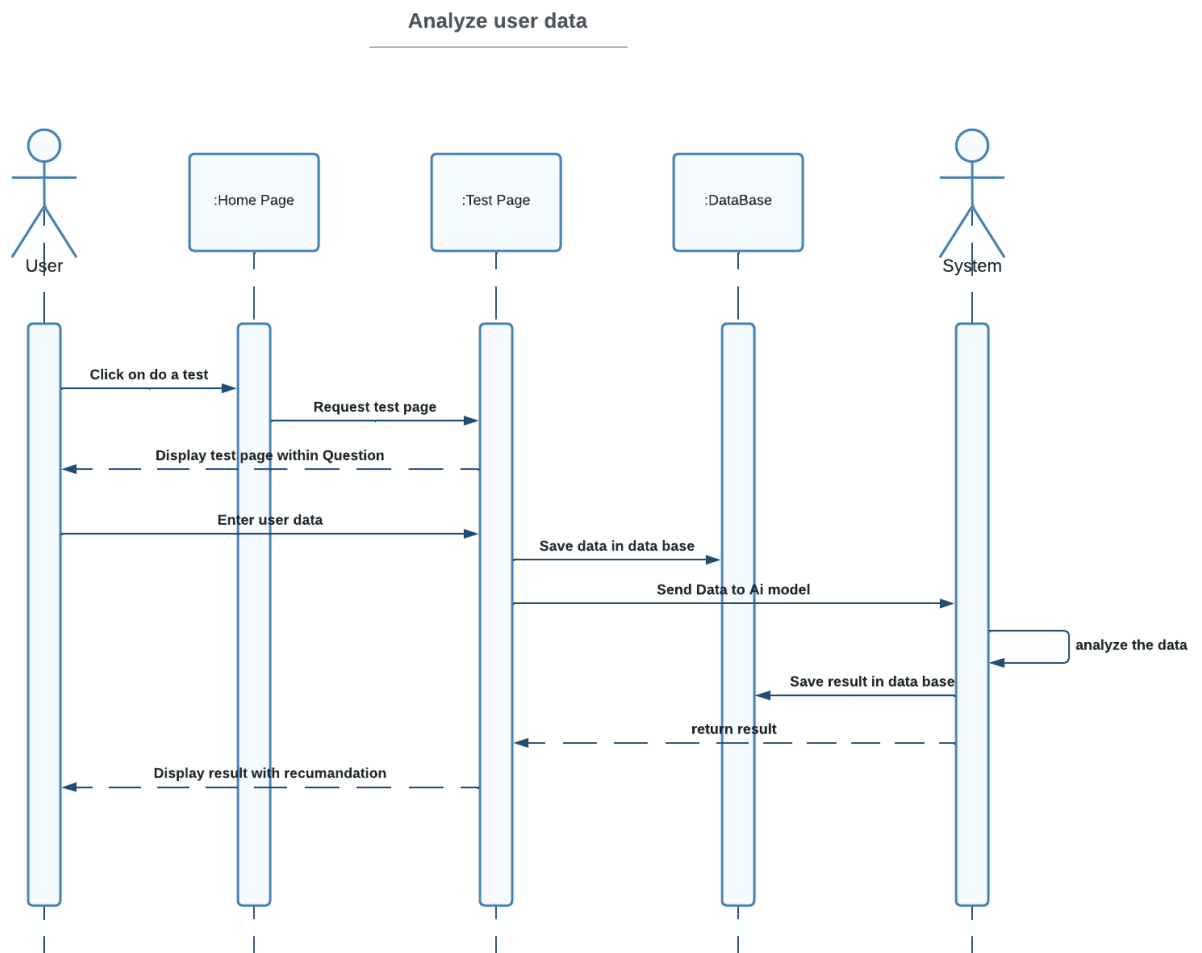 Analyze user data
User
:Home Page
:Test Page
:DataBase
System
Click on do a test
Request test page
Display test page within Question
Enter user data
Save data in data base
Send Data to Ai model
analyze the data
Save result in data base
return result
Display result with recumandation